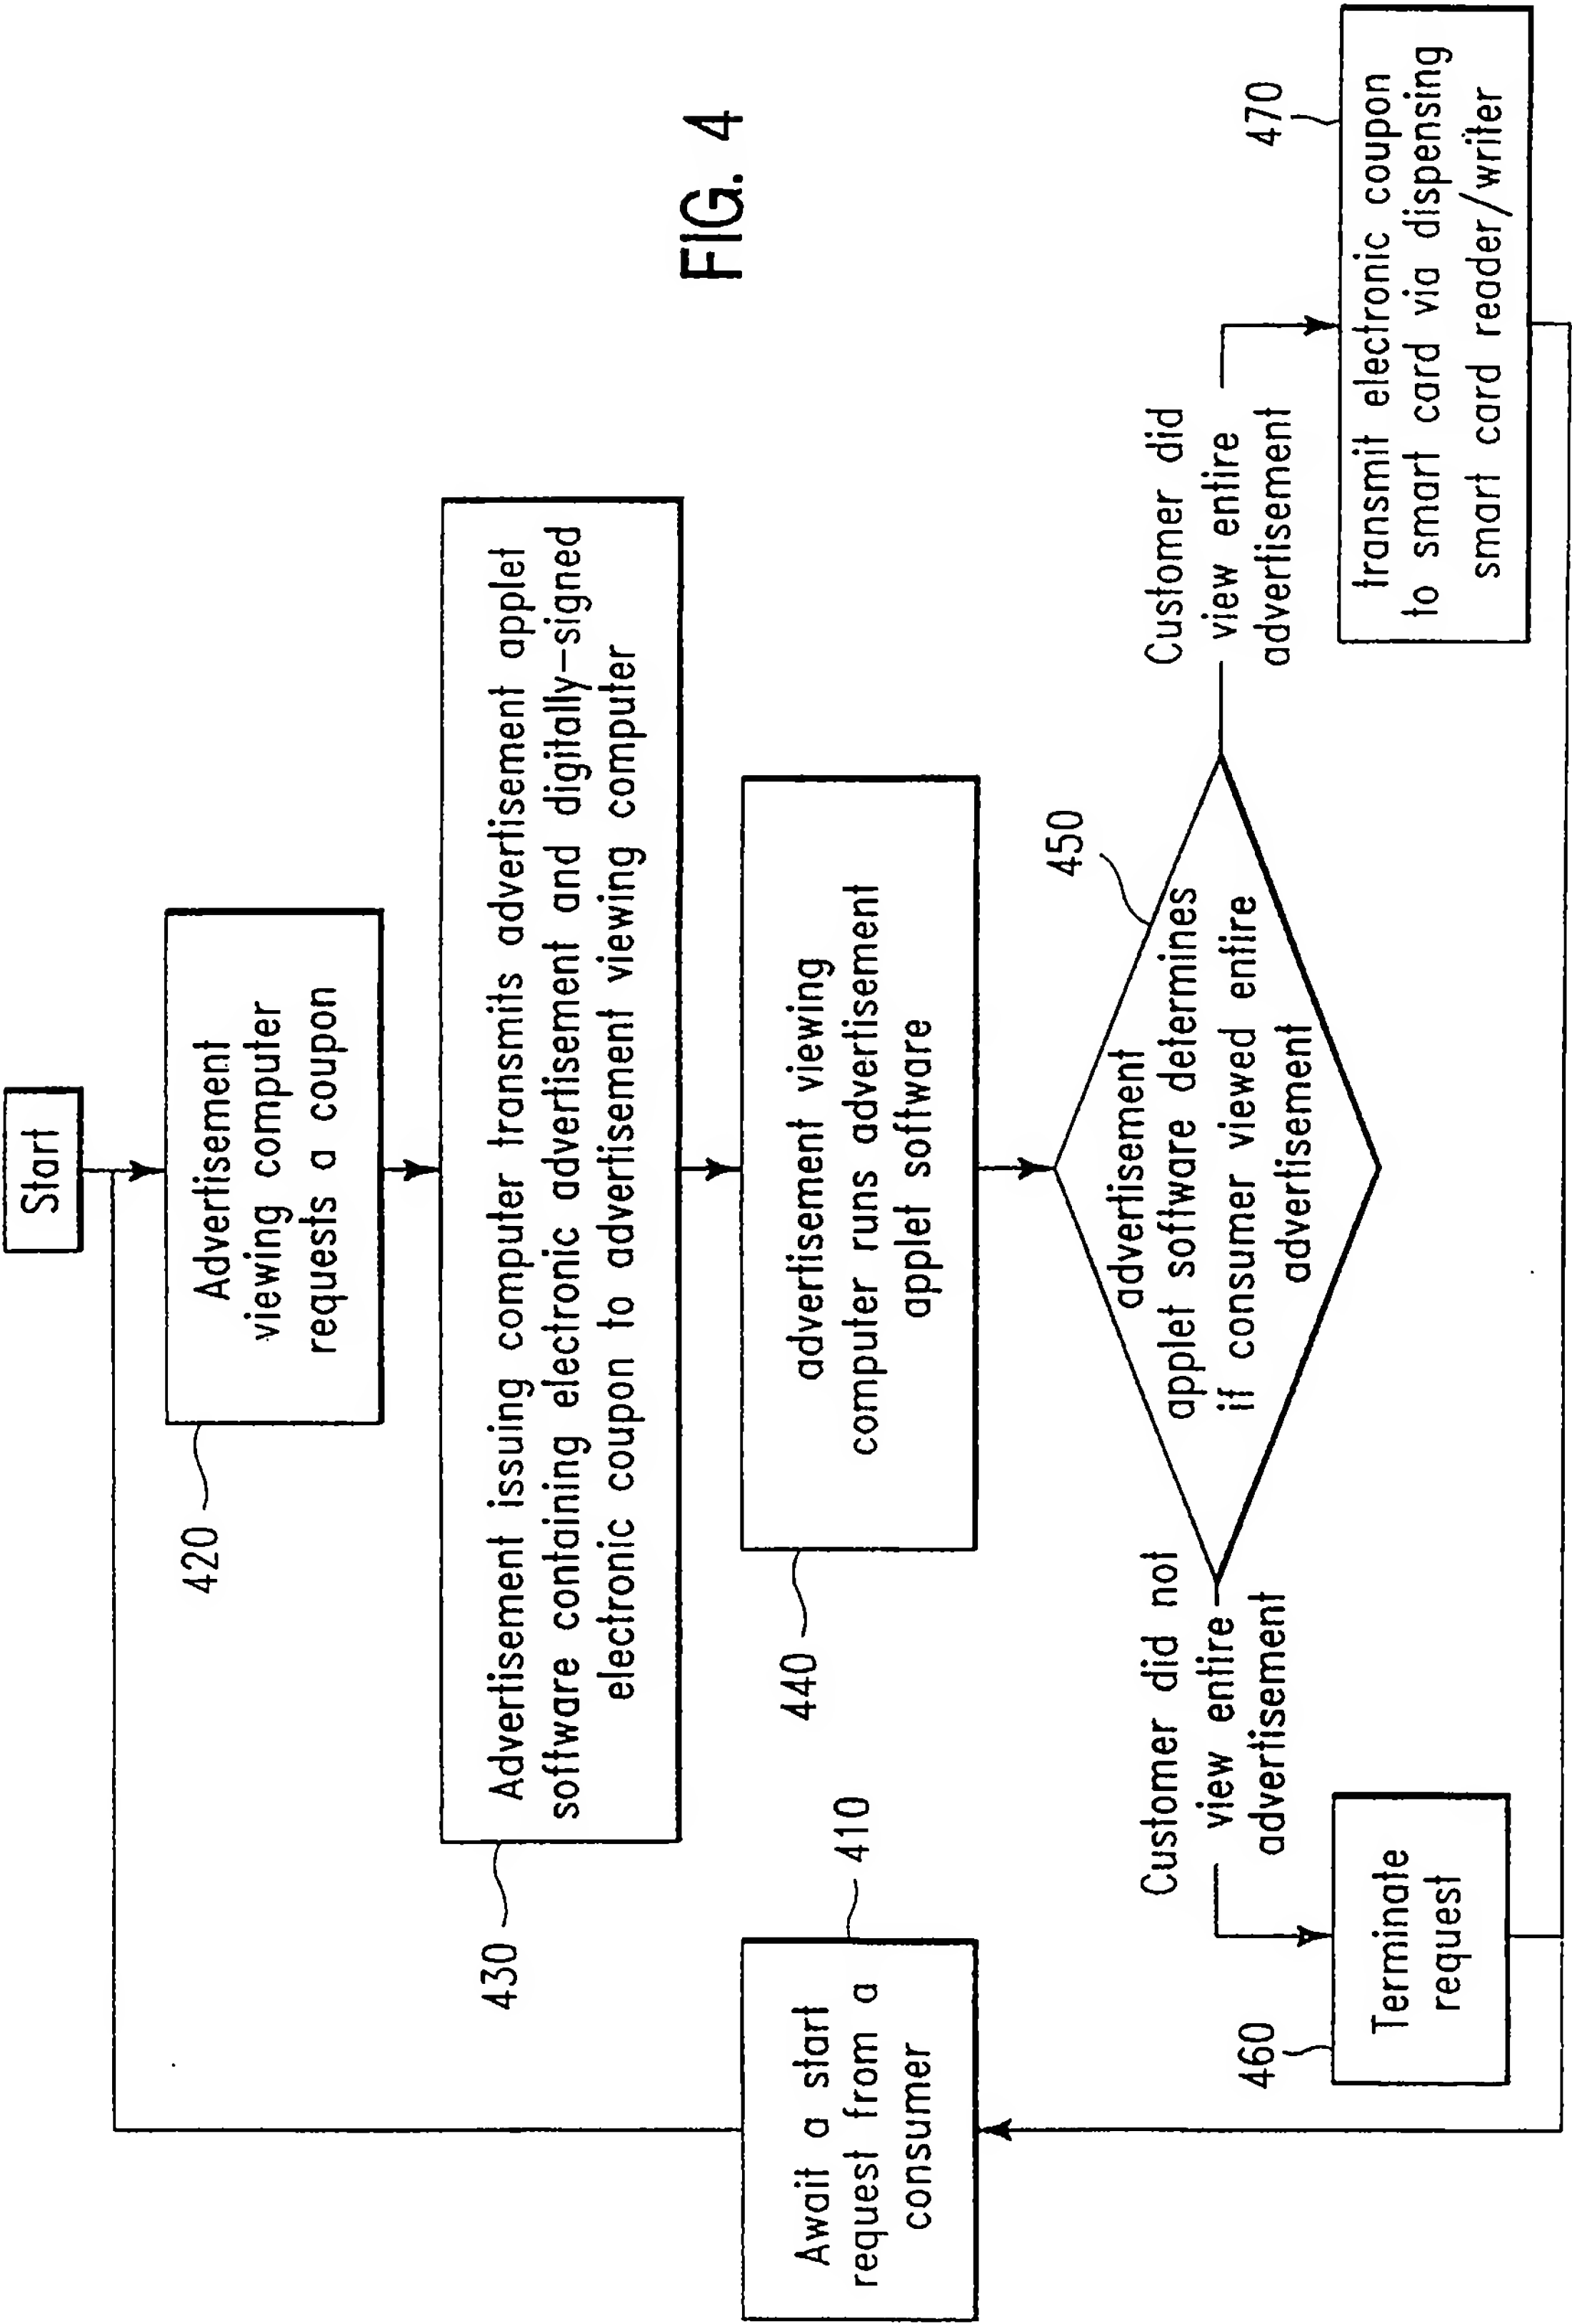 Start
Advertisement
viewing computer
requests a coupon
420
Advertisement issuing computer transmits advertisement applet
software containing electronic advertisement and digitally-signed
electronic coupon to advertisement viewing computer
430
advertisement viewing
computer runs advertisement
applet software
440
Await a start
request from a
consumer
410
advertisement
applet software determines
if consumer viewed entire
advertisement
450
Customer did not
view entire
advertisement
Customer did
view entire
advertisement
Terminate
request
460
transmit electronic coupon
to smart card via dispensing
smart card reader/writer
470
FIG. 4